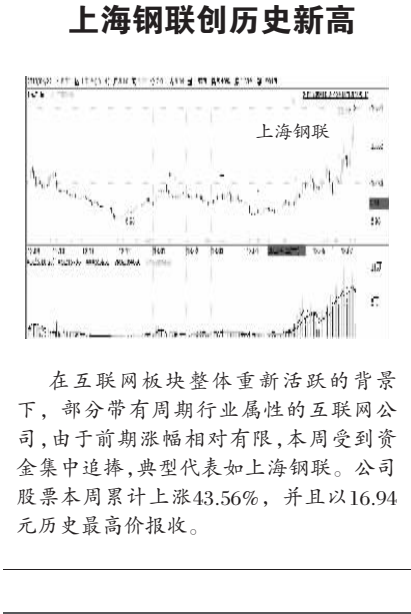 上海钢联创历史新高
上海钢联
在互联网板块整体重新活跃的背景
下，部分带有周期行业属性的互联网公
司,由于前期涨幅相对有限,本周受到资
金集中追捧,典型代表如上海钢联。公司
股票本周累计上涨43.56%，并且以16.94
元历史最高价报收。